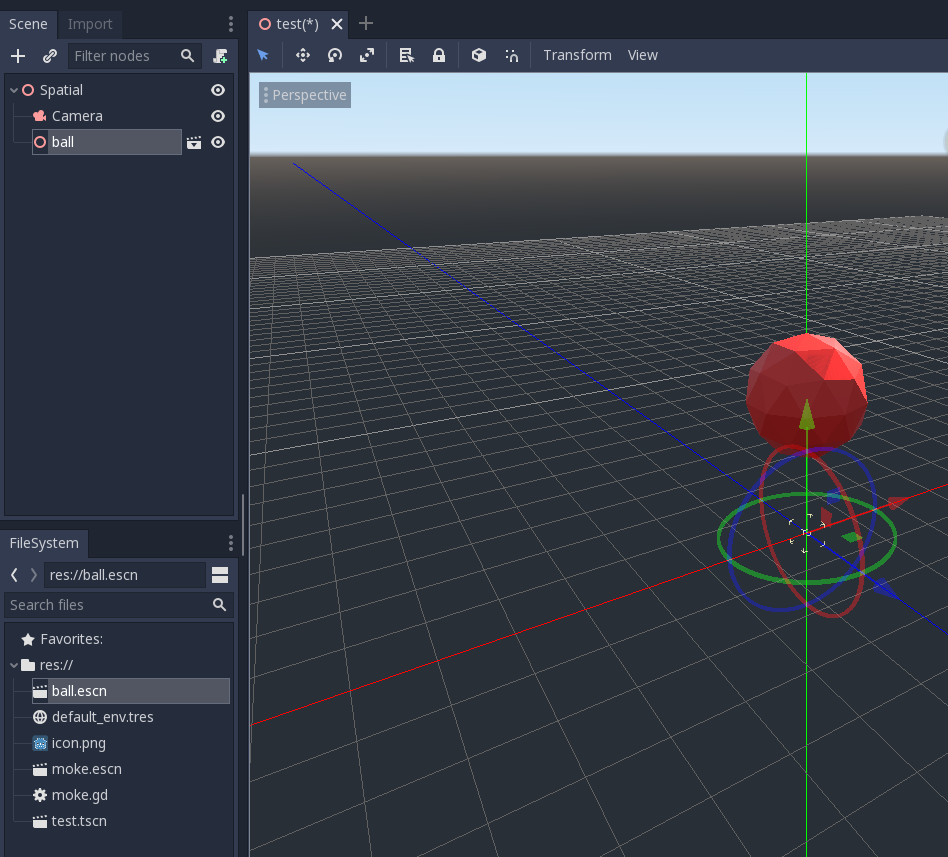 Scene
Import
test(*)
Filter nodes
Transform
View
Spatial
Camera
ball
Perspective
FileSystem
res://ball.escn
Search files
Favorites:
res://
ball.escn
default_env.tres
icon.png
moke.escn
moke.gd
test.tscn